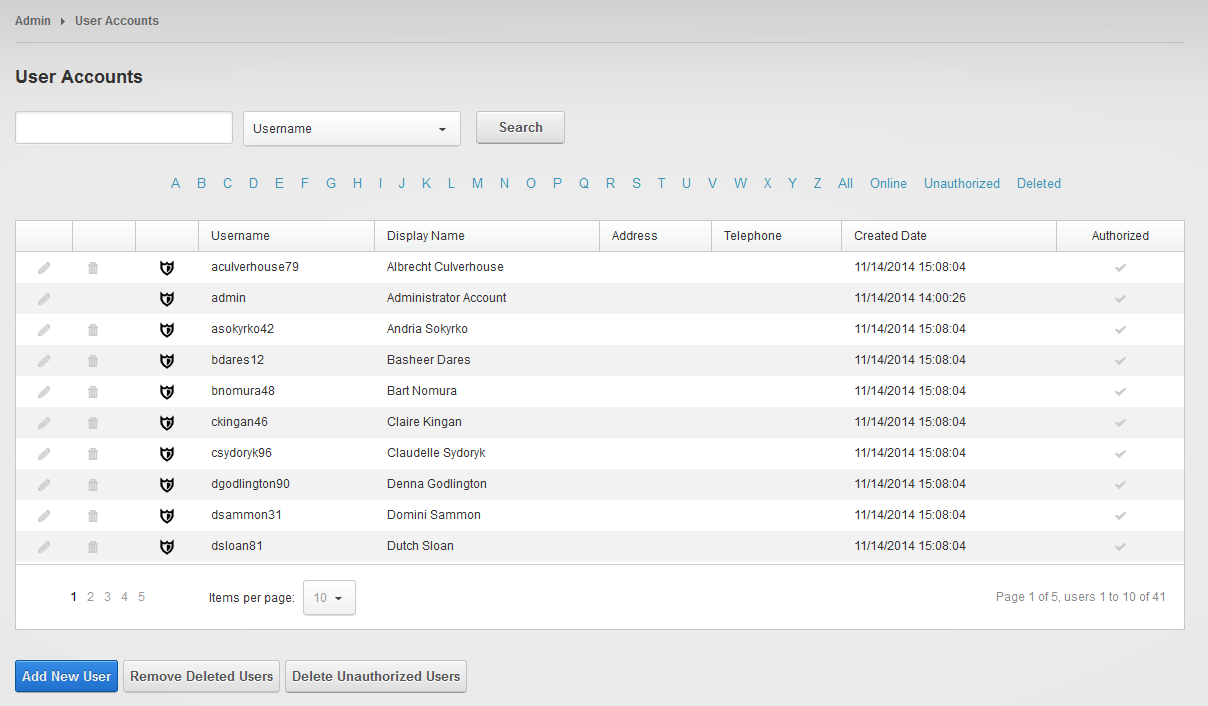 Admin User Accounts
User Accounts
Username Search
A B C D E F G H I J K L M N O P Q R S T U V W X Y Z All Online Unauthorized Deleted
Username Display Name Address Telephone Created Date Authorized
aculverhouse79 Albrecht Culverhouse 11/14/2014 15:08:04
admin Administrator Account 11/14/2014 14:00:26
asokyrko42 Andria Sokyrko 11/14/2014 15:08:04
bdares12 Basheer Dares 11/14/2014 15:08:04
bnomura48 Bart Nomura 11/14/2014 15:08:04
ckingan46 Claire Kingan 11/14/2014 15:08:04
csydoryk96 Claudelle Sydoryk 11/14/2014 15:08:04
dgodlington90 Denna Godlington 11/14/2014 15:08:04
dsammon31 Domini Sammon 11/14/2014 15:08:04
dsloan81 Dutch Sloan 11/14/2014 15:08:04
1 2 3 4 5 Items per page: 10 Page 1 of 5, users 1 to 10 of 41
Add New User Remove Deleted Users Delete Unauthorized Users